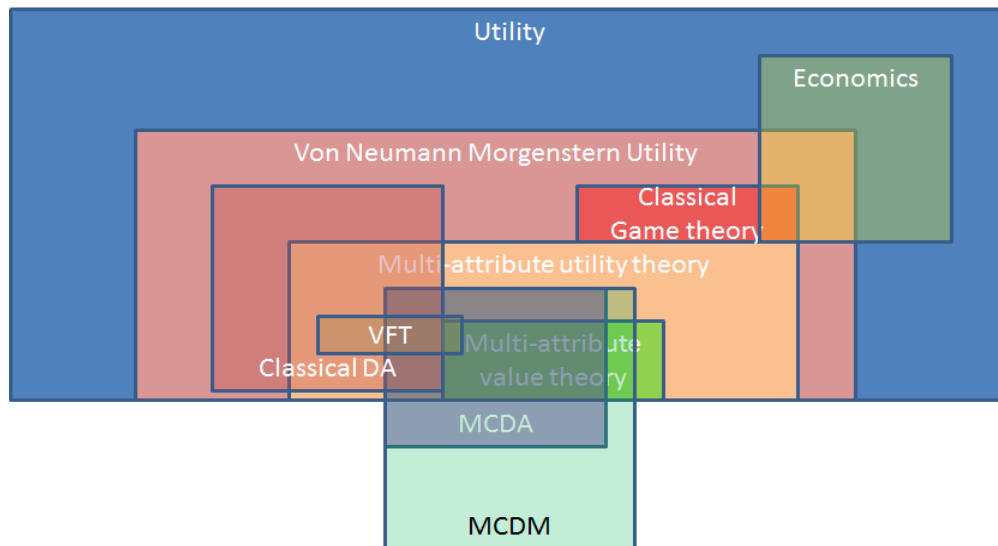 Utility
Economics
Von Neumann Morgenstern Utility
Classical
Game theory
Multi-attribute utility theory
VFT
Multi-attribute
value theory
Classical DA
MCDA
MCDM